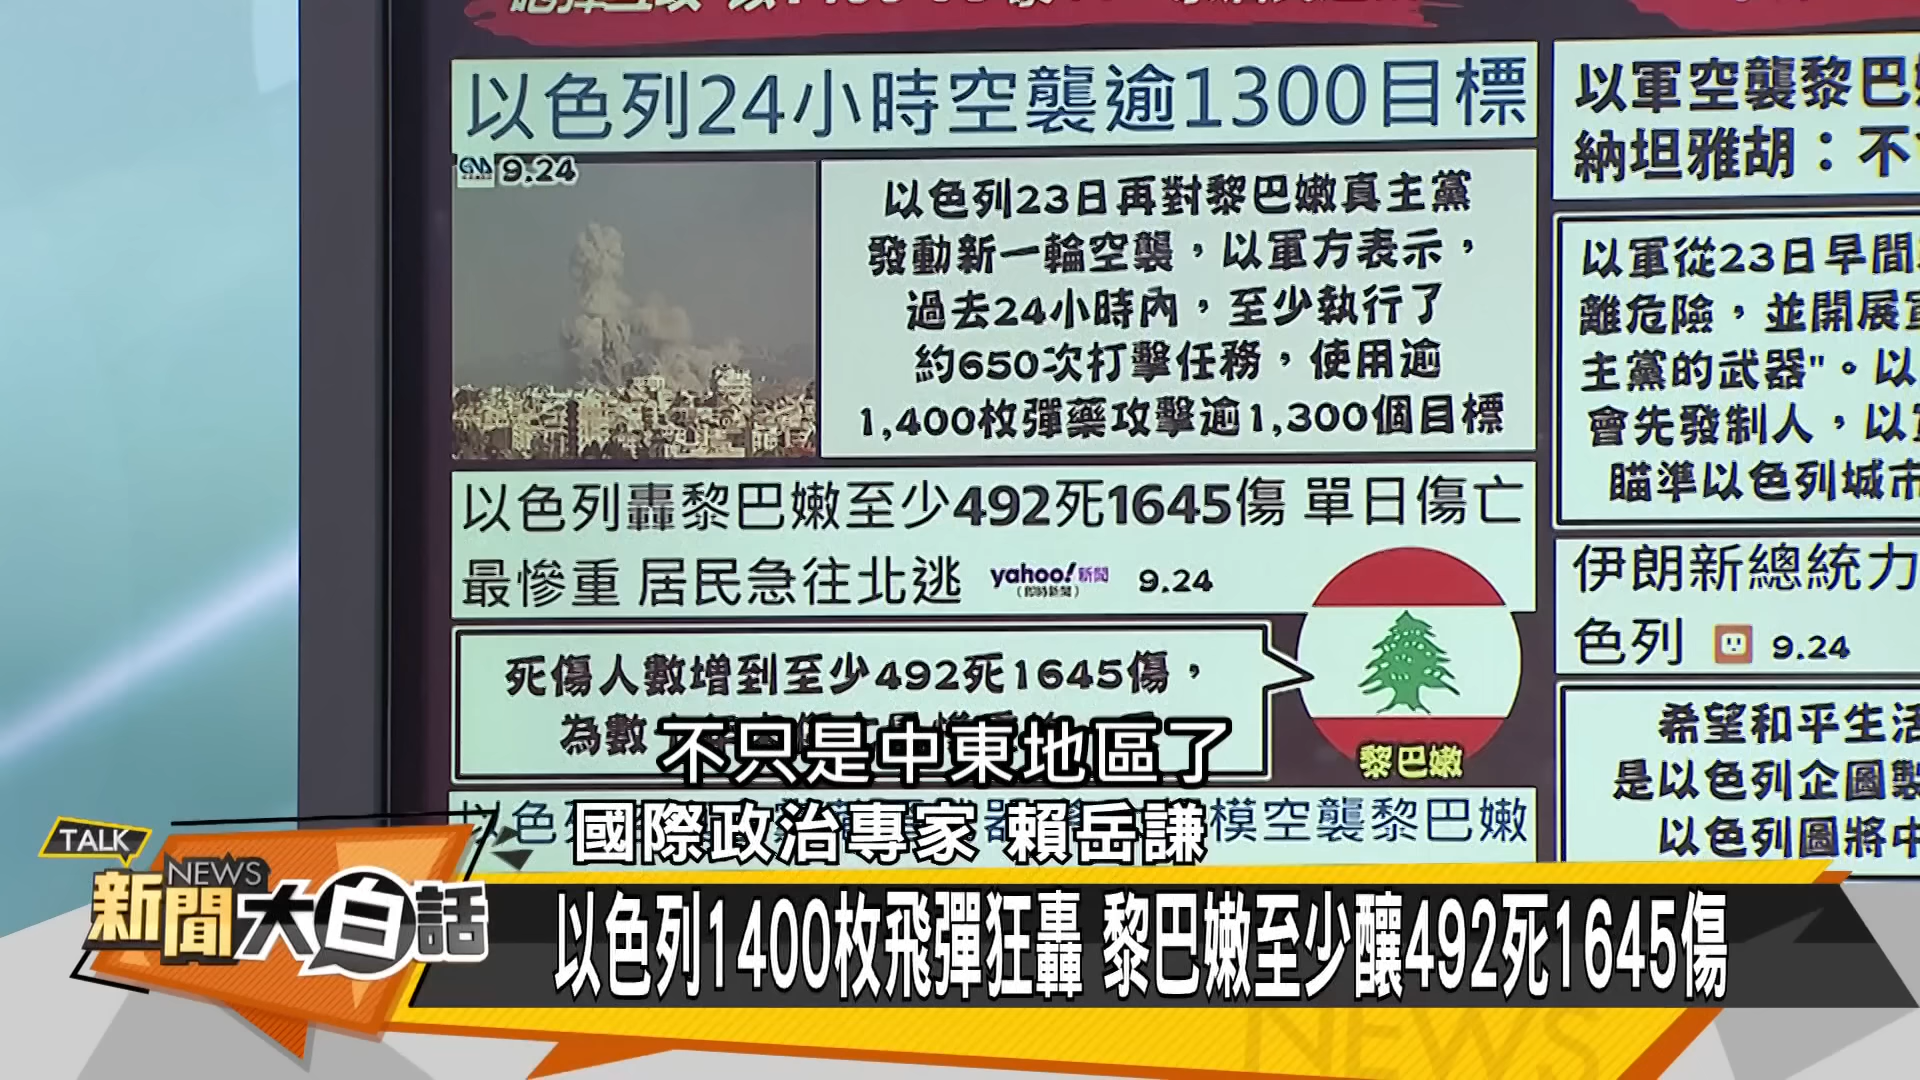 以色列24小時空襲逾1300目標
CNA 9.24
以色列23日再對黎巴嫩真主黨
發動新一輪空襲，以軍方表示，
過去24小時內，至少執行了
約650次打擊任務，使用逾
1,400枚彈藥攻擊逾1,300個目標
以色列轟黎巴嫩至少492死1645傷 單日傷亡
最慘重 居民急往北逃 yahoo!新聞 9.24
(即時新聞)
死傷人數增到至少492死1645傷，
為數
黎巴嫩
以色列
模空襲黎巴嫩
以軍空襲黎巴
納坦雅胡：不
以軍從23日早間
離危險，並開展
主黨的武器"。以
會先發制人，以
瞄準以色列城市
伊朗新總統力
色列 9.24
希望和平生活
是以色列企圖製
以色列圖將中
不只是中東地區了
國際政治專家 賴岳謙
TALK
NEWS
新聞大白話
以色列1400枚飛彈狂轟 黎巴嫩至少釀492死1645傷
NEWS